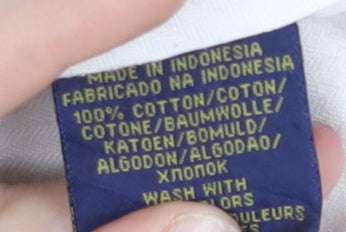 MADE IN INDONESIA
FABRICADO NA INDONESIA
100% COTTON/COTON/
COTONE/BAUMWOLLE/
KATOEN/BOMULD/
ALGODON/ALGODAO/
ХЛОПОК
WASH WITH